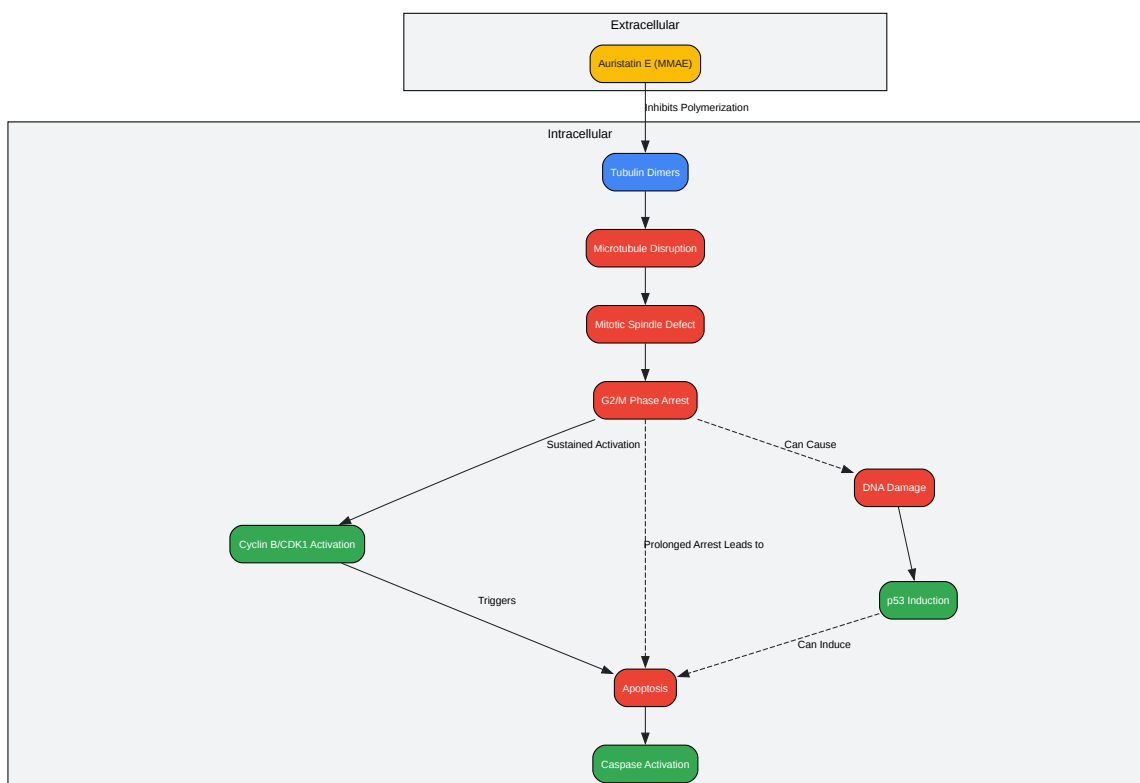 Extracellular
Auristatin E (MMAE)
Inhibits Polymerization
Intracellular
Tubulin Dimers
Microtubule Disruption
Mitotic Spindle Defect
G2/M Phase Arrest
Sustained Activation
Can Cause
DNA Damage
Cyclin B/CDK1 Activation
Prolonged Arrest Leads to
p53 Induction
Triggers
Can Induce
Apoptosis
Caspase Activation